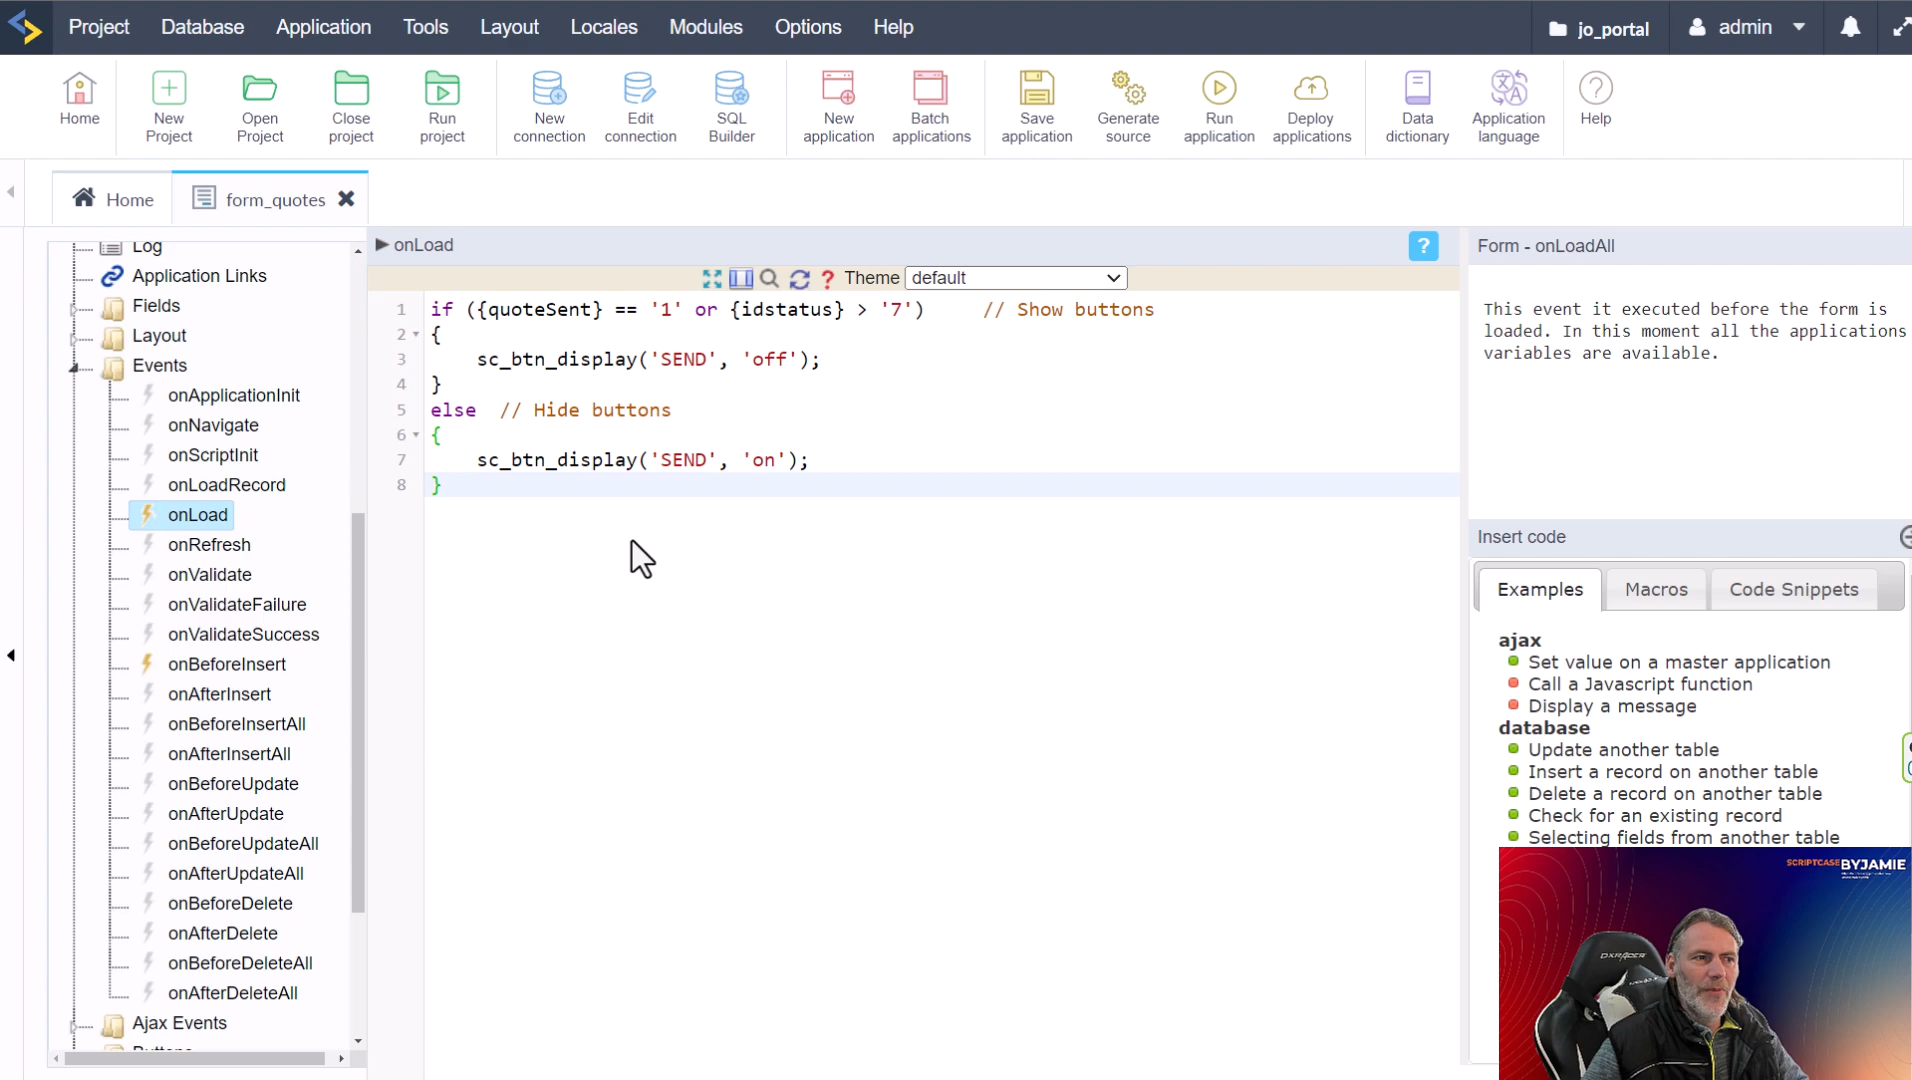 Project Database Application Tools Layout Locales Modules Options Help jo_portal admin
Home
New Project
Open Project
Close project
Run project
New connection
Edit connection
SQL Builder
New application
Batch applications
Save application
Generate source
Run application
Deploy applications
Data dictionary
Application language
Help
Home form_quotes
Log
Application Links
Fields
Layout
Events
onApplicationInit
onNavigate
onScriptInit
onLoadRecord
onLoad
onRefresh
onValidate
onValidateFailure
onValidateSuccess
onBeforeInsert
onAfterInsert
onBeforeInsertAll
onAfterInsertAll
onBeforeUpdate
onAfterUpdate
onBeforeUpdateAll
onAfterUpdateAll
onBeforeDelete
onAfterDelete
onBeforeDeleteAll
onAfterDeleteAll
Ajax Events
onLoad ?
? Theme default
1 if ({quoteSent} == '1' or {idstatus} > '7') // Show buttons
2 {
3 sc_btn_display('SEND', 'off');
4 }
5 else // Hide buttons
6 {
7 sc_btn_display('SEND', 'on');
8 }
Form - onLoadAll
This event it executed before the form is
loaded. In this moment all the applications
variables are available.
Insert code
Examples Macros Code Snippets
ajax
Set value on a master application
Call a Javascript function
Display a message
database
Update another table
Insert a record on another table
Delete a record on another table
Check for an existing record
Selecting fields from another table
SCRIPTCASE BYJAMIE
DXRACER